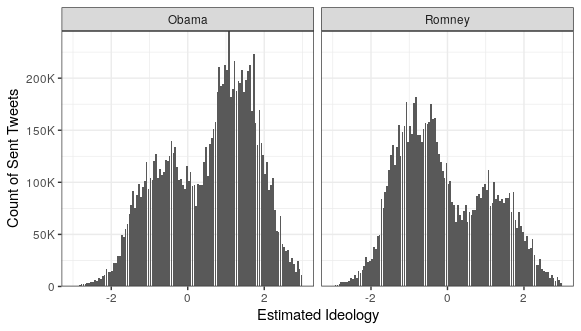 Obama
Romney
Count of Sent Tweets
200K
150K
100K
50K
0
-2
0
2
-2
0
2
Estimated Ideology